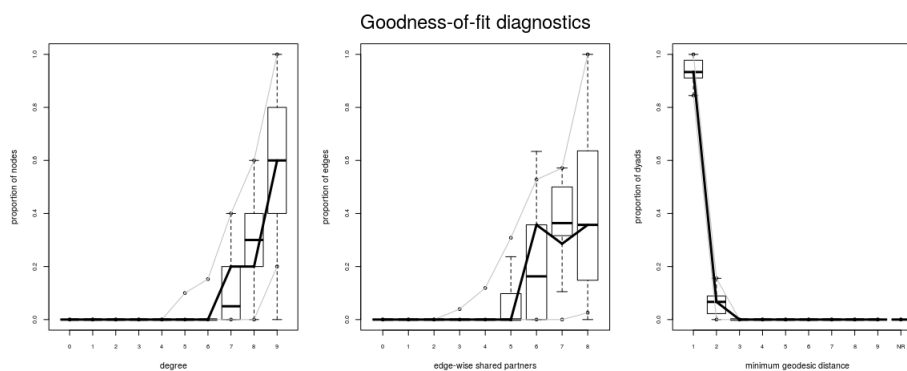 Goodness-of-fit diagnostics
proportion of nodes
0.0 0.2 0.4 0.6 0.8 1.0
0 1 2 3 4 5 6 7 8 9
degree
proportion of edges
0.0 0.2 0.4 0.6 0.8 1.0
0 1 2 3 4 5 6 7 8
edge-wise shared partners
proportion of dyads
0.0 0.2 0.4 0.6 0.8 1.0
1 2 3 4 5 6 7 8 9 NR
minimum geodesic distance